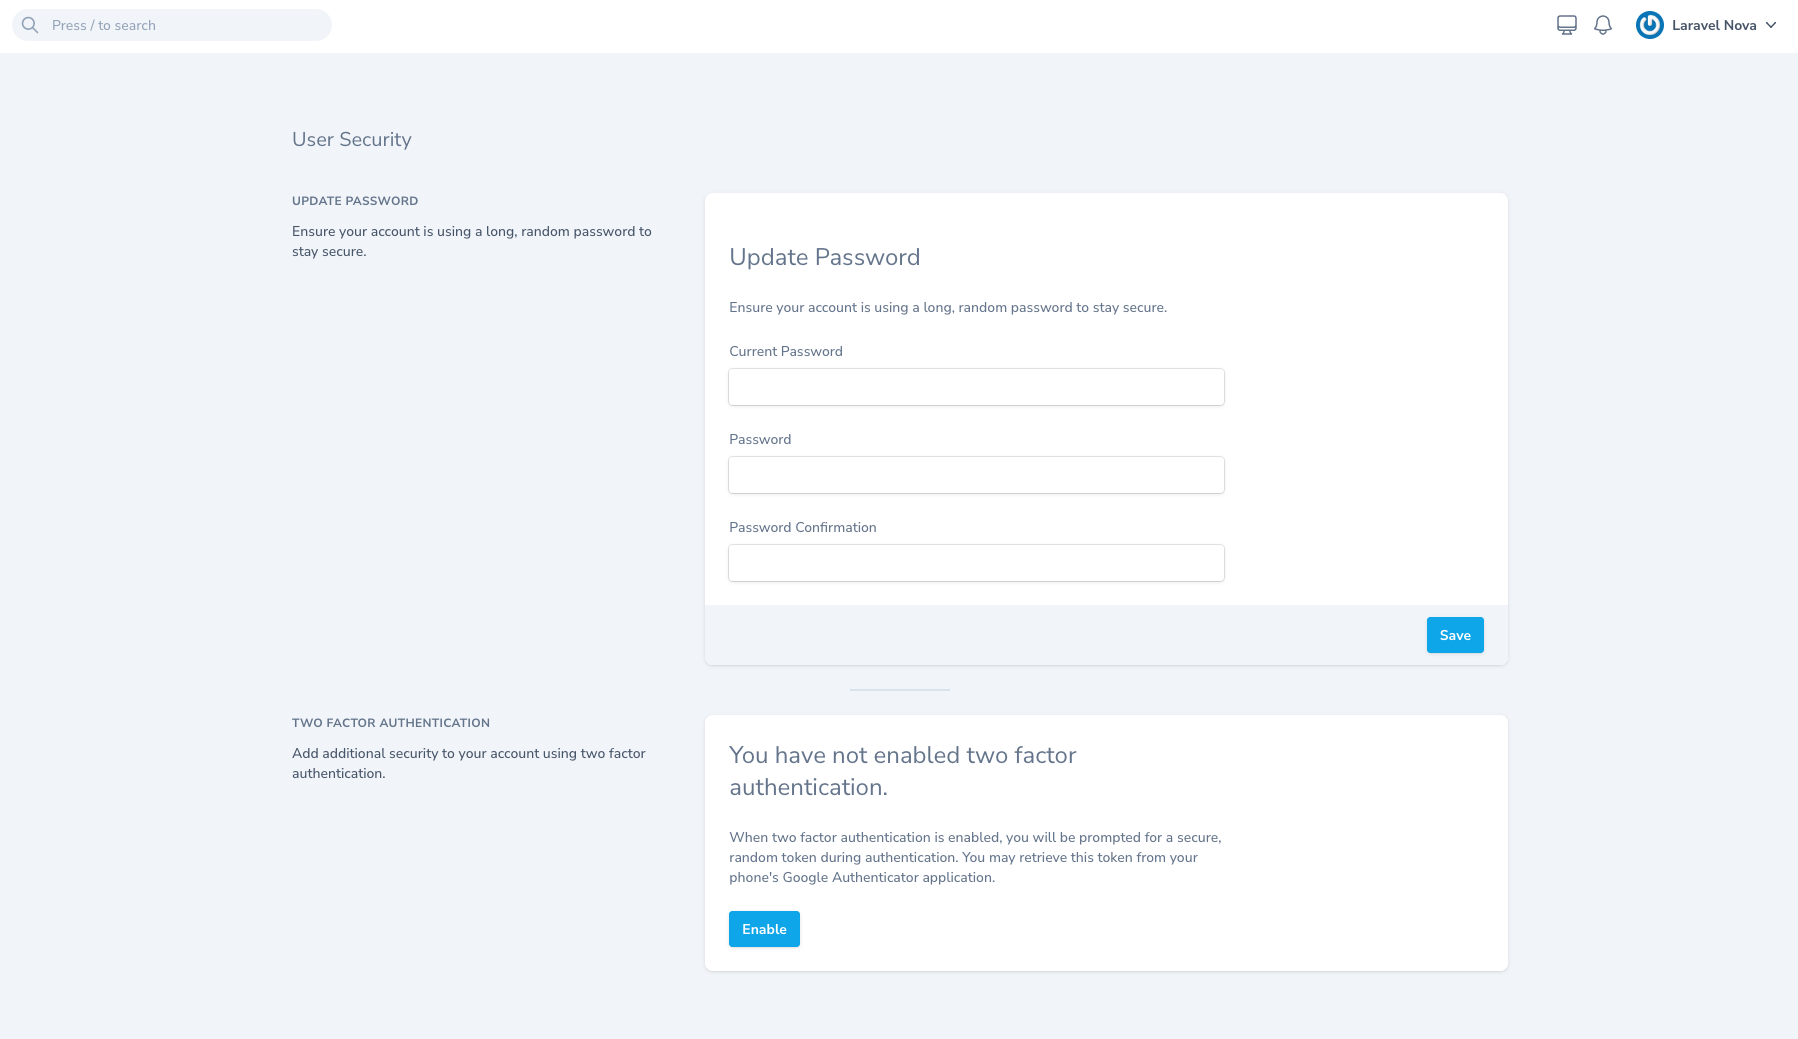 Press / to search
Laravel Nova
User Security
UPDATE PASSWORD
Ensure your account is using a long, random password to
stay secure.
Update Password
Ensure your account is using a long, random password to stay secure.
Current Password
Password
Password Confirmation
Save
TWO FACTOR AUTHENTICATION
Add additional security to your account using two factor
authentication.
You have not enabled two factor
authentication.
When two factor authentication is enabled, you will be prompted for a secure,
random token during authentication. You may retrieve this token from your
phone's Google Authenticator application.
Enable